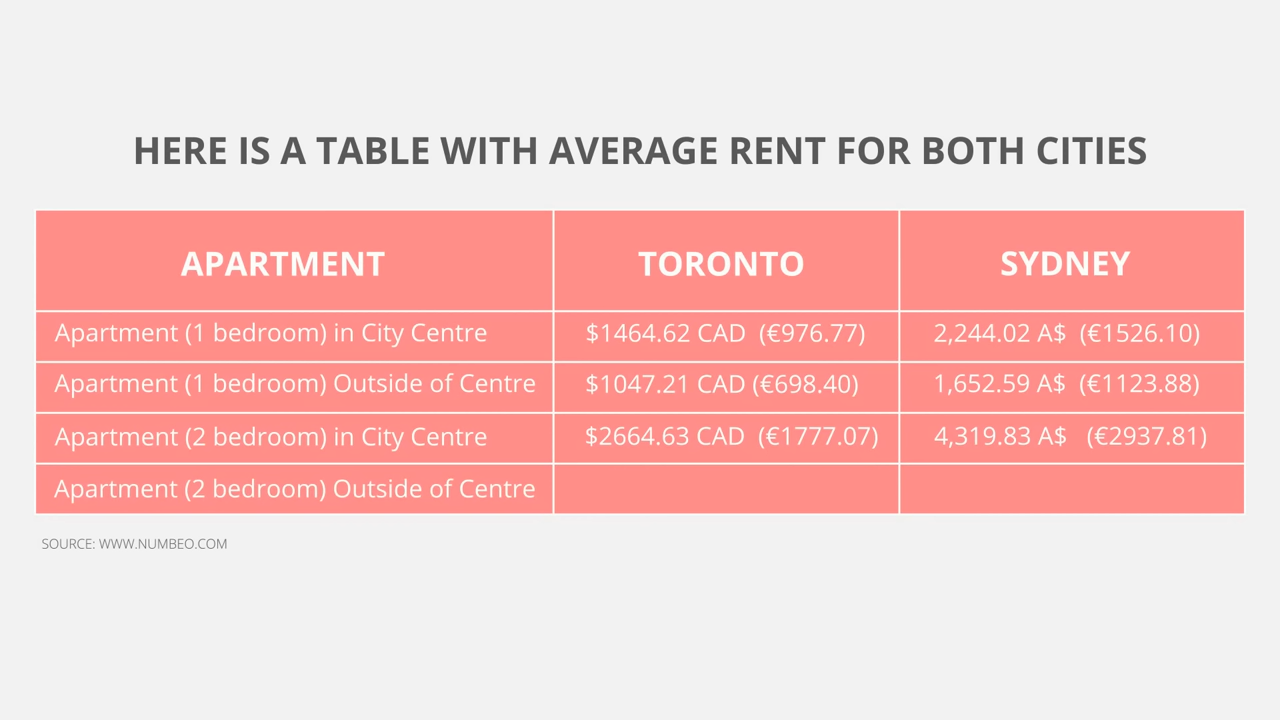 HERE IS A TABLE WITH AVERAGE RENT FOR BOTH CITIES
APARTMENT TORONTO SYDNEY
Apartment (1 bedroom) in City Centre $1464.62 CAD (€976.77) 2,244.02 A$ (€1526.10)
Apartment (1 bedroom) Outside of Centre $1047.21 CAD (€698.40) 1,652.59 A$ (€1123.88)
Apartment (2 bedroom) in City Centre $2664.63 CAD (€1777.07) 4,319.83 A$ (€2937.81)
Apartment (2 bedroom) Outside of Centre
SOURCE: WWW.NUMBEO.COM